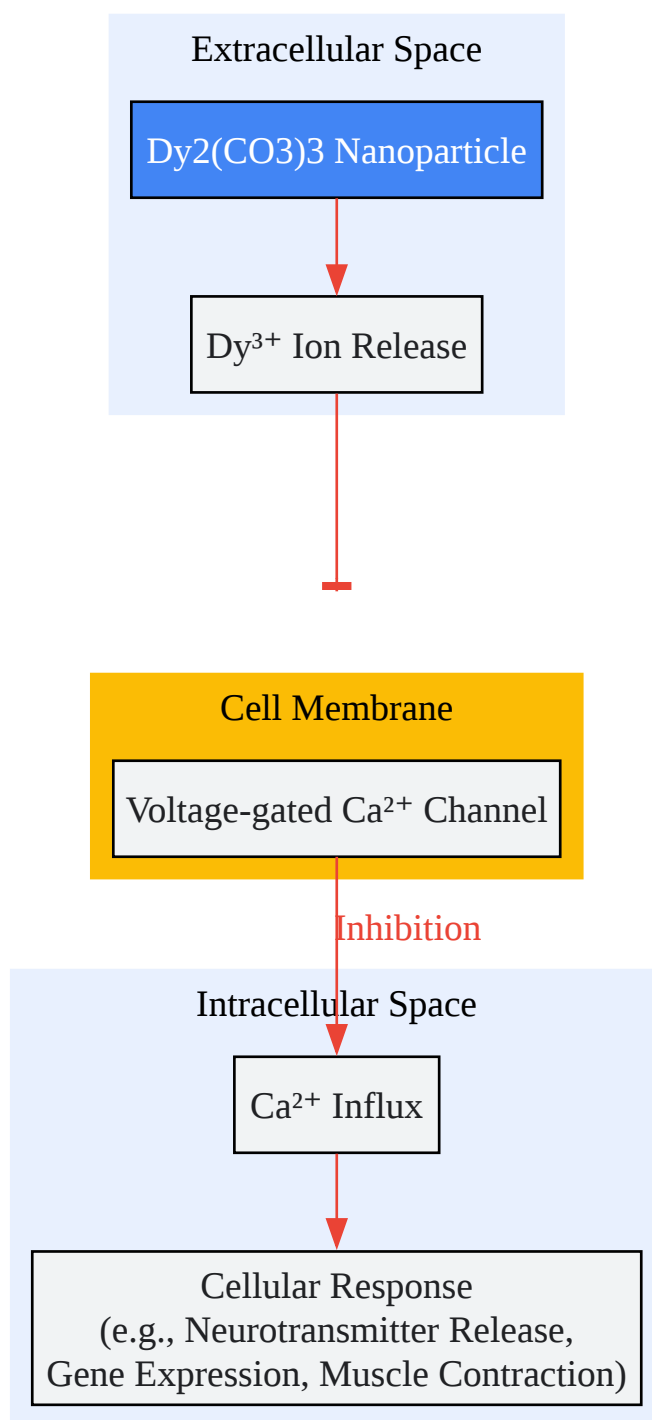 Extracellular Space
Dy2(CO3)3 Nanoparticle
Dy³⁺ Ion Release
Cell Membrane
Voltage-gated Ca²⁺ Channel
Inhibition
Intracellular Space
Ca²⁺ Influx
Cellular Response
(e.g., Neurotransmitter Release,
Gene Expression, Muscle Contraction)